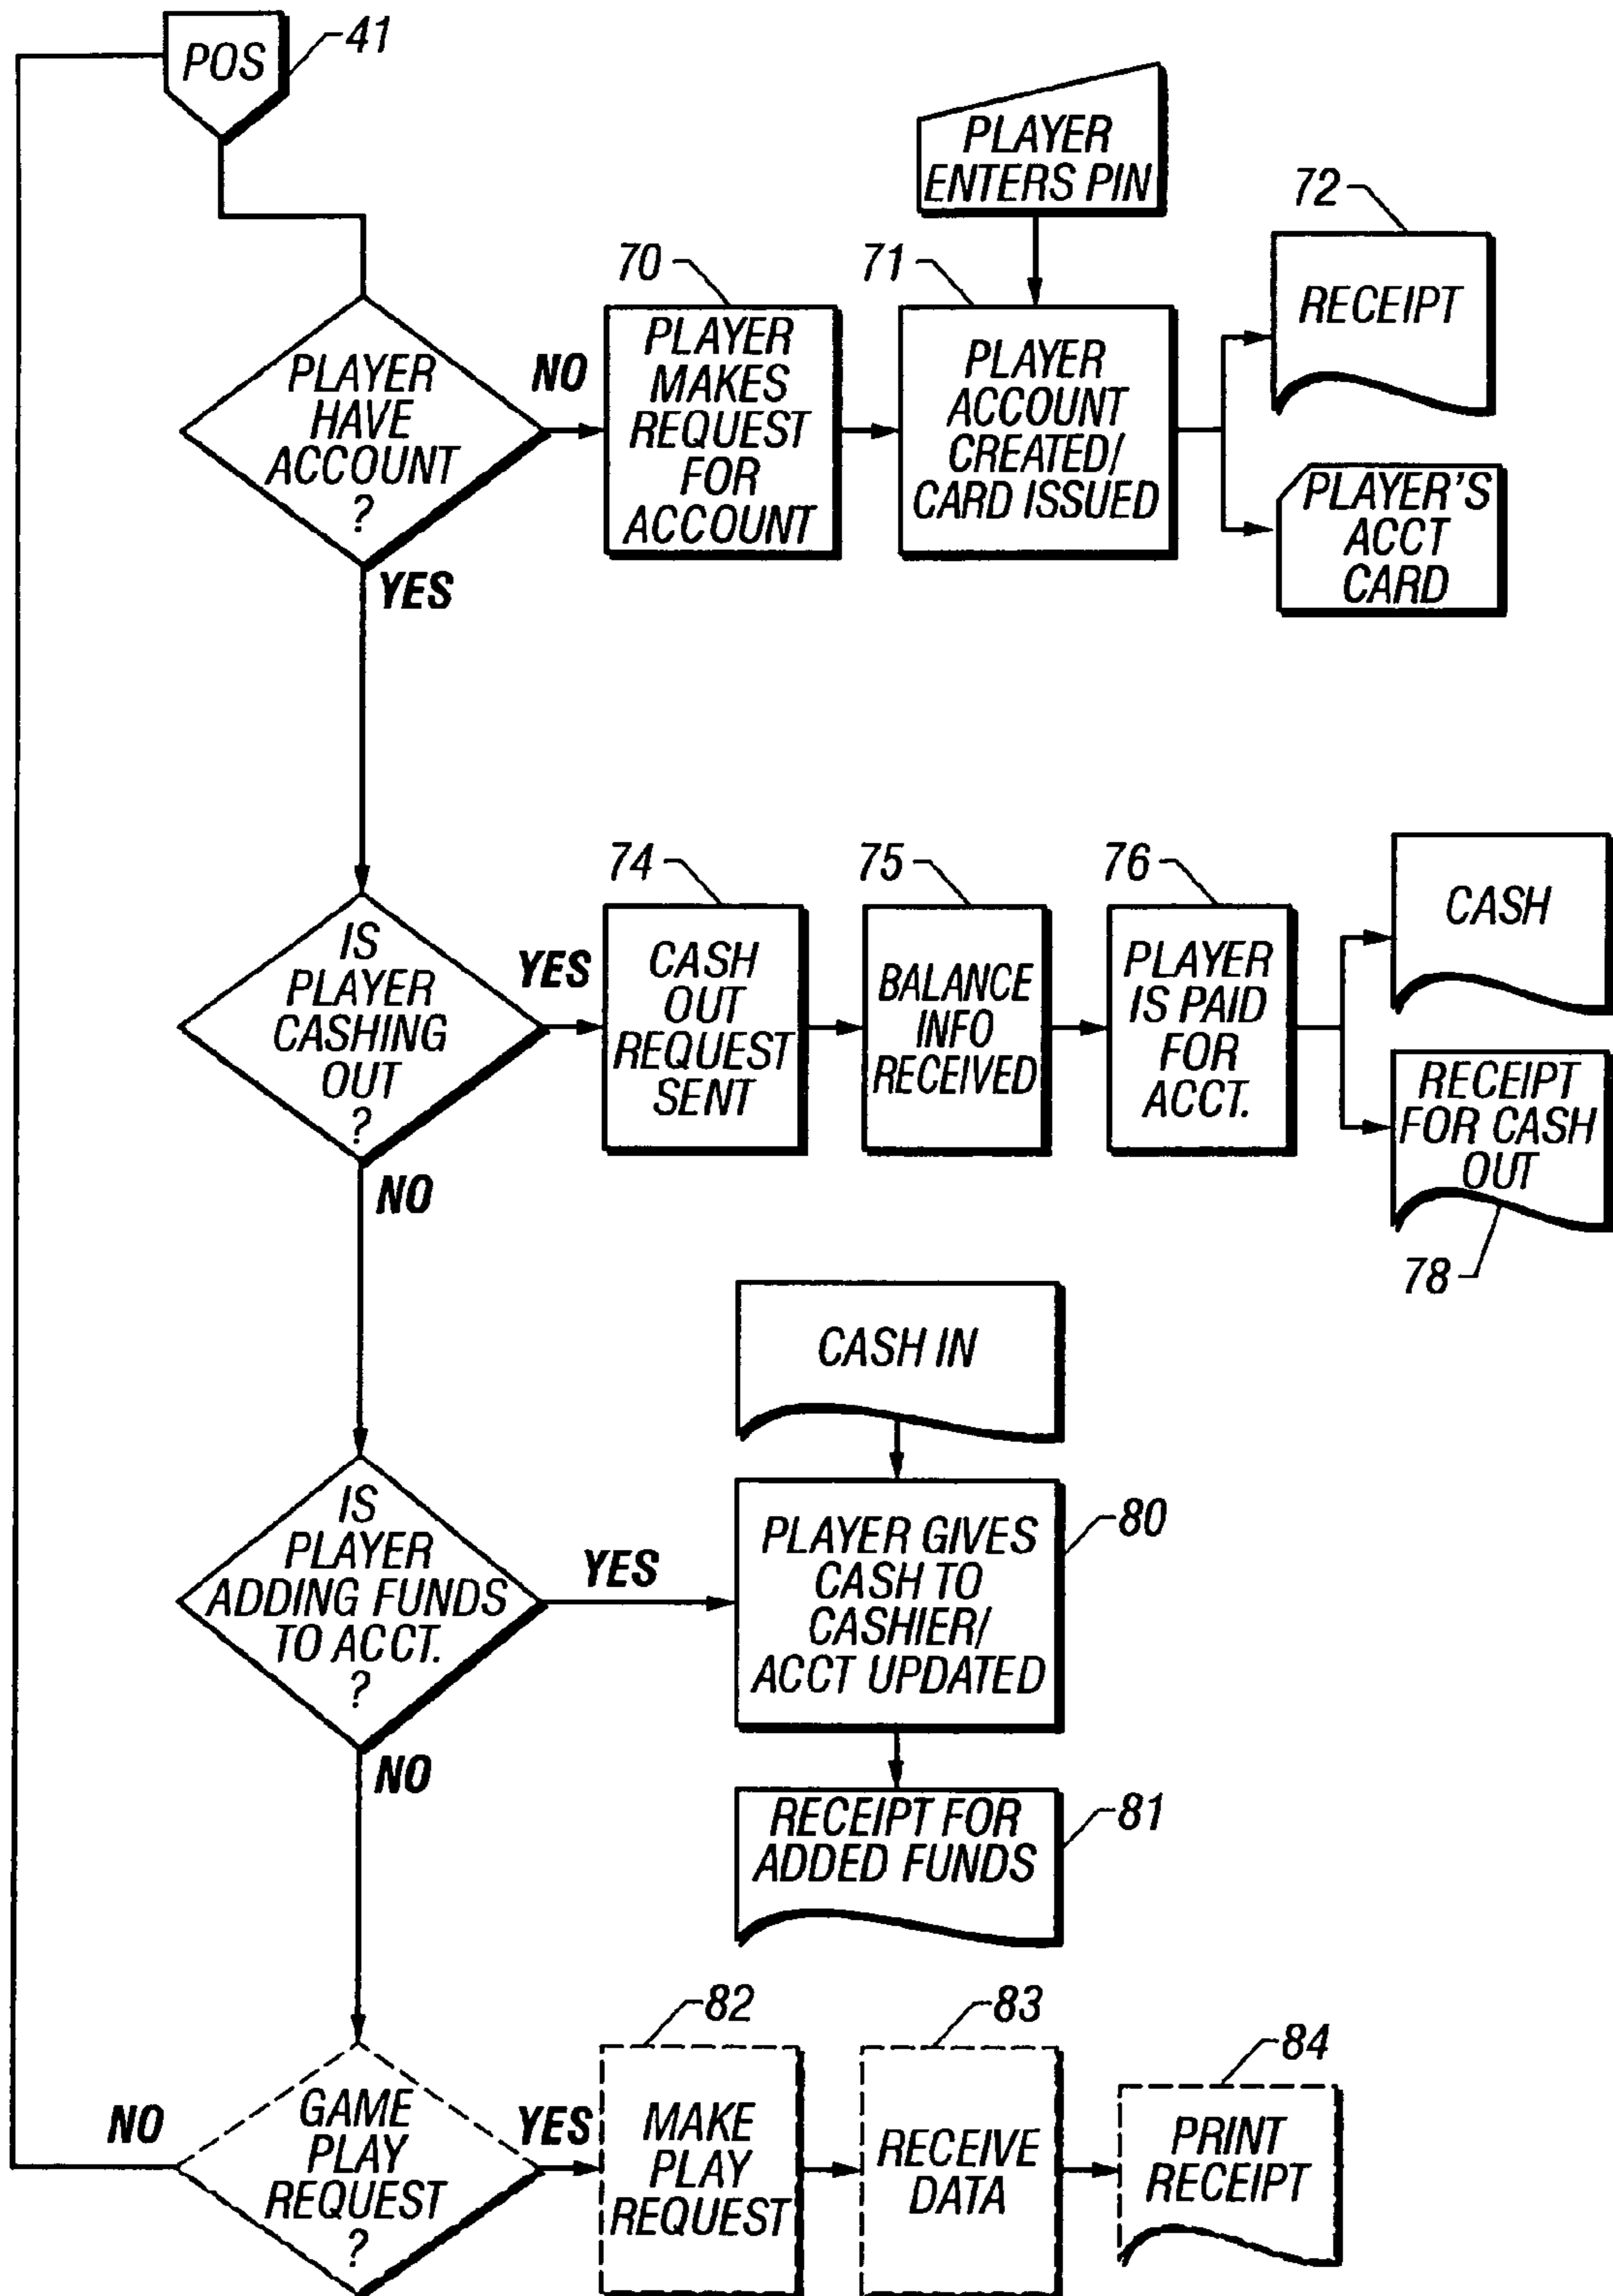 POS
41
PLAYER
ENTERS PIN
72
RECEIPT
70
PLAYER
MAKES
REQUEST
FOR
ACCOUNT
71
PLAYER
ACCOUNT
CREATED/
CARD ISSUED
PLAYER
HAVE
ACCOUNT
?
NO
YES
PLAYER'S
ACCT
CARD
IS
PLAYER
CASHING
OUT
?
YES
NO
74
CASH
OUT
REQUEST
SENT
75
BALANCE
INFO
RECEIVED
76
PLAYER
IS PAID
FOR
ACCT.
CASH
RECEIPT
FOR CASH
OUT
78
CASH IN
IS
PLAYER
ADDING FUNDS
TO ACCT.
?
YES
NO
PLAYER GIVES
CASH TO
CASHIER/
ACCT UPDATED
80
RECEIPT FOR
ADDED FUNDS
81
NO
GAME
PLAY
REQUEST
?
YES
82
MAKE
PLAY
REQUEST
83
RECEIVE
DATA
84
PRINT
RECEIPT